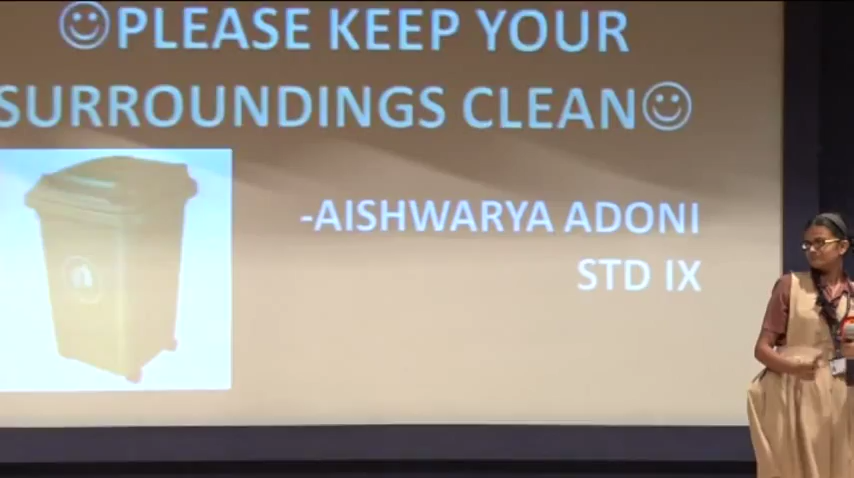 ☺PLEASE KEEP YOUR
SURROUNDINGS CLEAN☺
-AISHWARYA ADONI
STD IX